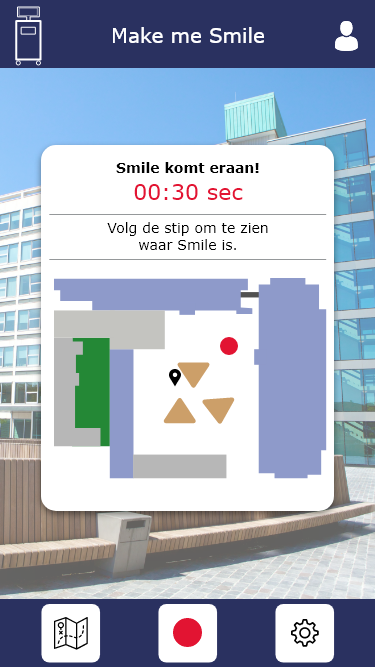 Make me Smile
Smile komt eraan!
00:30 sec
Volg de stip om te zien
waar Smile is.